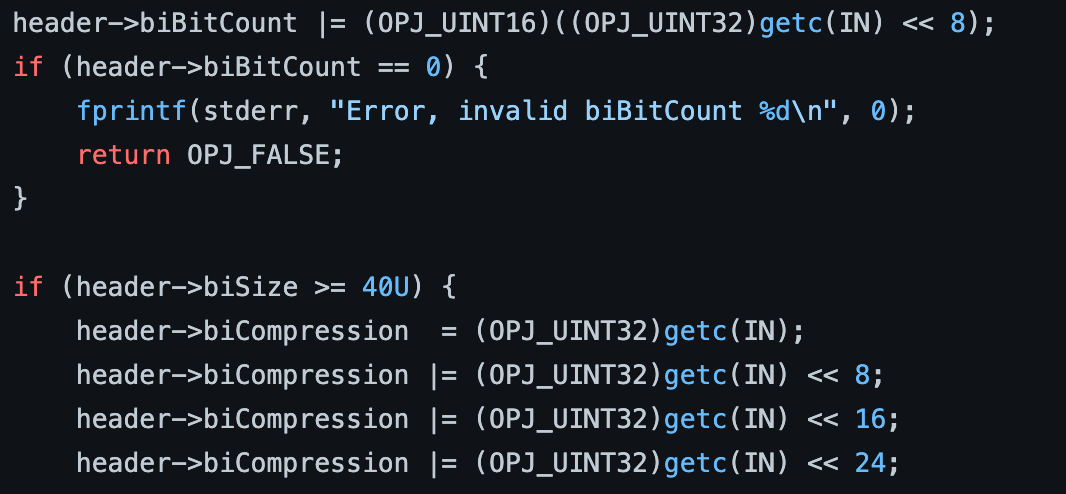 header->biBitCount |= (OPJ_UINT16)((OPJ_UINT32)getc(IN) << 8);
if (header->biBitCount == 0) {
    fprintf(stderr, "Error, invalid biBitCount %d\n", 0);
    return OPJ_FALSE;
}

if (header->biSize >= 40U) {
    header->biCompression  = (OPJ_UINT32)getc(IN);
    header->biCompression |= (OPJ_UINT32)getc(IN) << 8;
    header->biCompression |= (OPJ_UINT32)getc(IN) << 16;
    header->biCompression |= (OPJ_UINT32)getc(IN) << 24;